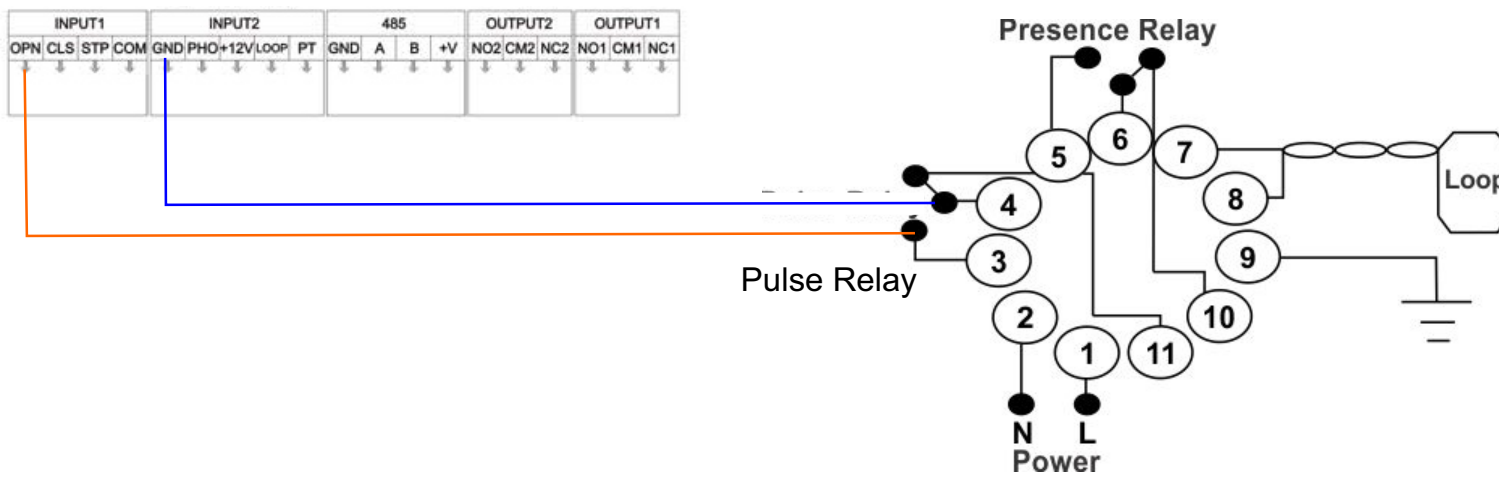 INPUT1 INPUT2 485 OUTPUT2 OUTPUT1
OPN CLS STP COM GND PHO +12V LOOP PT GND A B +V NO2 CM2 NC2 NO1 CM1 NC1
Presence Relay
5
6
7
8
Loop
4
3
9
Pulse Relay
2
1
11
10
N L
Power